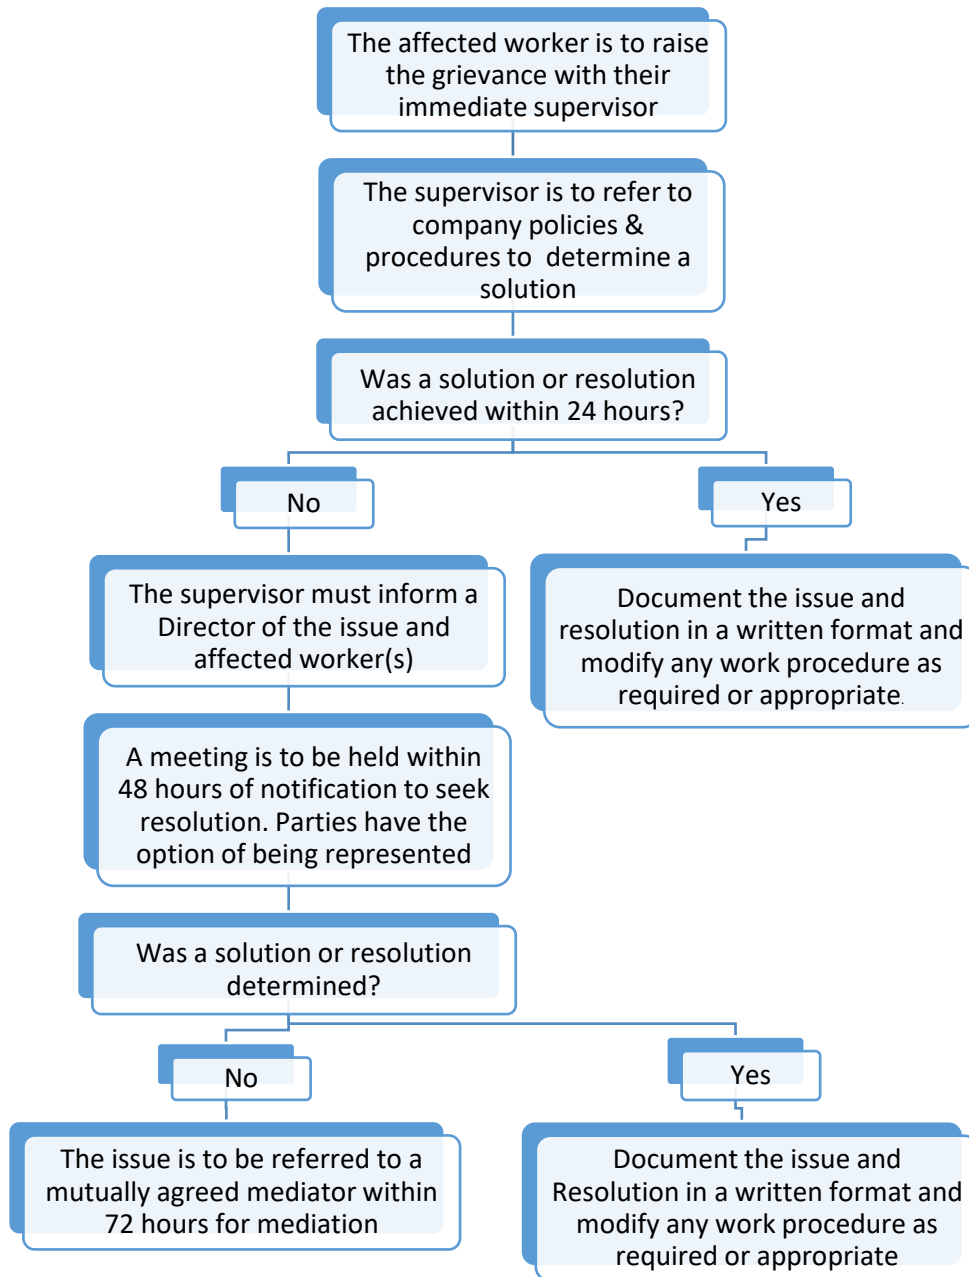 The affected worker is to raise
the grievance with their
immediate supervisor
The supervisor is to refer to
company policies &
procedures to  determine a
solution
Was a solution or resolution
achieved within 24 hours?
No
Yes
The supervisor must inform a
Director of the issue and
affected worker(s)
Document the issue and
resolution in a written format and
modify any work procedure as
required or appropriate.
A meeting is to be held within
48 hours of notification to seek
resolution. Parties have the
option of being represented
Was a solution or resolution
determined?
No
Yes
The issue is to be referred to a
mutually agreed mediator within
72 hours for mediation
Document the issue and
Resolution in a written format and
modify any work procedure as
required or appropriate